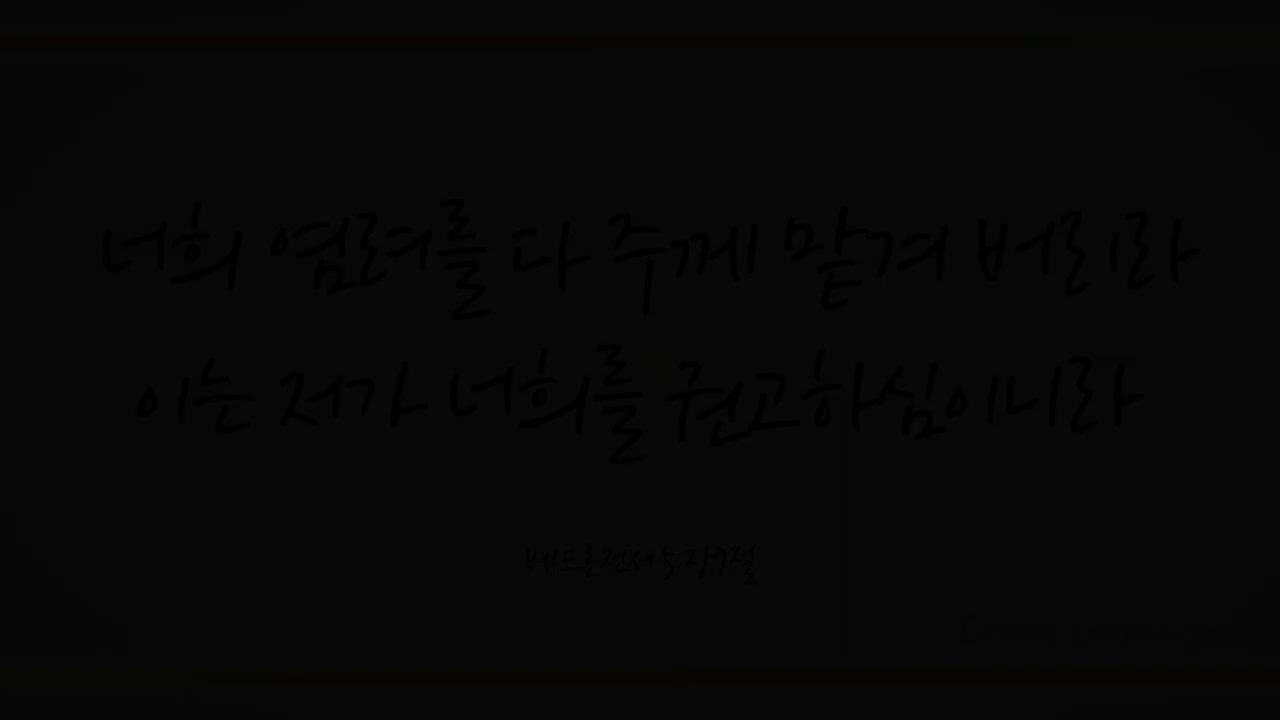 너희 염려를 다 주께 맡겨 버리라
이는 저가 너희를 권고하심이니라
베드로전서 5장7절